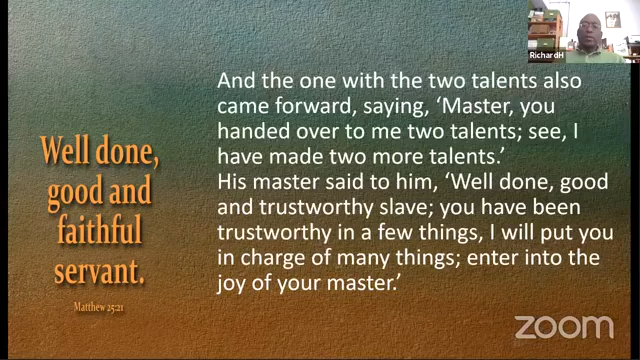 RichardH
And the one with the two talents also
came forward, saying, ‘Master, you
handed over to me two talents; see, I
have made two more talents.’
His master said to him, ‘Well done, good
and trustworthy slave; you have been
trustworthy in a few things, I will put you
in charge of many things; enter into the
joy of your master.’
Well done,
good and
faithful
servant.
Matthew 25:21
zoom